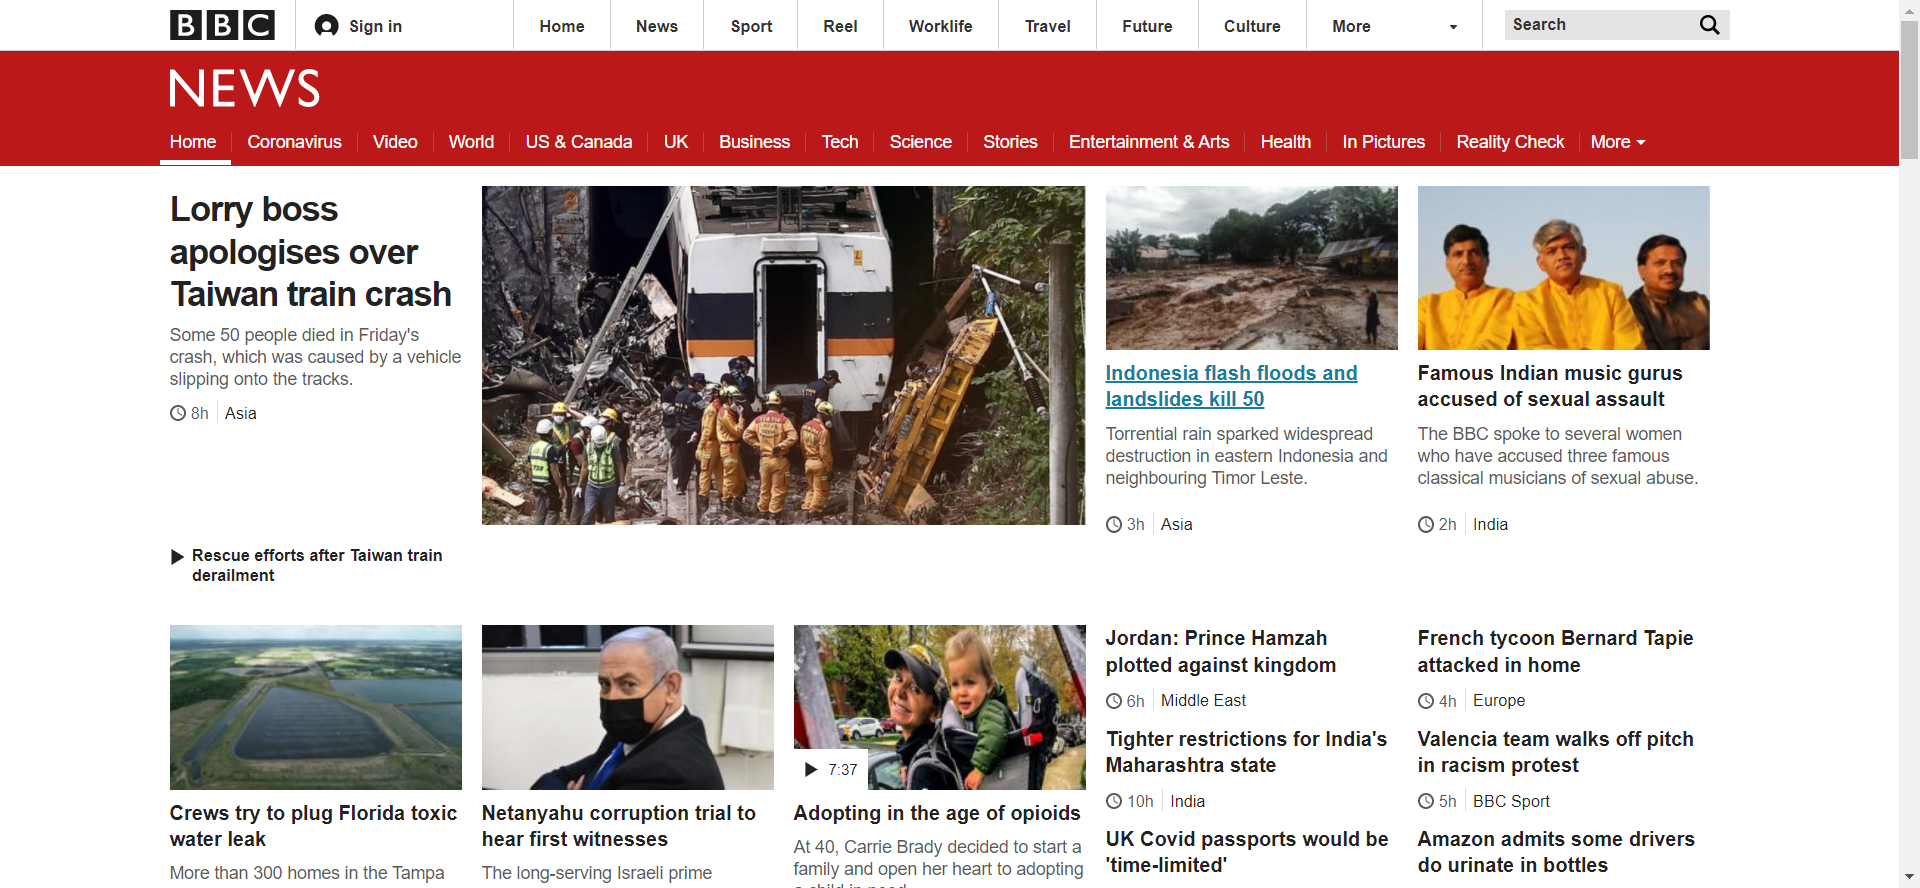 BBC
Sign in
Home
News
Sport
Reel
Worklife
Travel
Future
Culture
More
Search
NEWS
Home
Coronavirus
Video
World
US & Canada
UK
Business
Tech
Science
Stories
Entertainment & Arts
Health
In Pictures
Reality Check
More
Lorry boss
apologises over
Taiwan train crash
Some 50 people died in Friday's
crash, which was caused by a vehicle
slipping onto the tracks.
8h
Asia
Rescue efforts after Taiwan train
derailment
Indonesia flash floods and
landslides kill 50
Torrential rain sparked widespread
destruction in eastern Indonesia and
neighbouring Timor Leste.
3h
Asia
Famous Indian music gurus
accused of sexual assault
The BBC spoke to several women
who have accused three famous
classical musicians of sexual abuse.
2h
India
Crews try to plug Florida toxic
water leak
More than 300 homes in the Tampa
Netanyahu corruption trial to
hear first witnesses
The long-serving Israeli prime
7:37
Adopting in the age of opioids
At 40, Carrie Brady decided to start a
family and open her heart to adopting
Jordan: Prince Hamzah
plotted against kingdom
6h
Middle East
Tighter restrictions for India's
Maharashtra state
10h
India
UK Covid passports would be
'time-limited'
French tycoon Bernard Tapie
attacked in home
4h
Europe
Valencia team walks off pitch
in racism protest
5h
BBC Sport
Amazon admits some drivers
do urinate in bottles